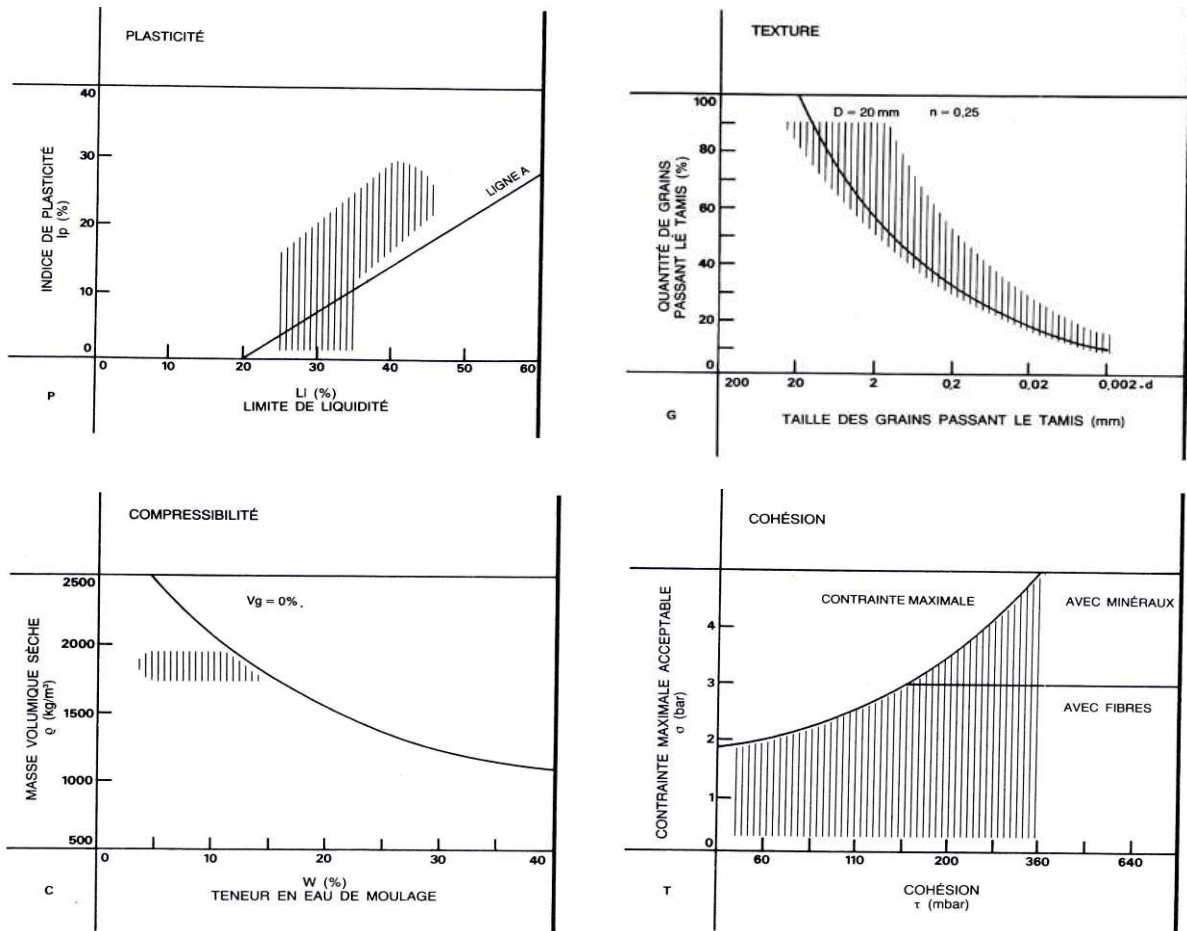 PLASTICITÉ
40
30
20
10
0
INDICE DE PLASTICITÉ
Ip (%)
LIGNE A
0 10 20 30 40 50 60
P
Ll (%)
LIMITE DE LIQUIDITÉ
TEXTURE
100
80
60
40
20
0
QUANTITÉ DE GRAINS
PASSANT LE TAMIS (%)
D = 20 mm n = 0,25
200 20 2 0,2 0,02 0,002.d
G
TAILLE DES GRAINS PASSANT LE TAMIS (mm)
COMPRESSIBILITÉ
2500
2000
1500
1000
500
MASSE VOLUMIQUE SÈCHE
ϱ (kg/m³)
Vg = 0%.
0 10 20 30 40
C
W (%)
TENEUR EN EAU DE MOULAGE
COHÉSION
4
3
2
1
0
CONTRAINTE MAXIMALE ACCEPTABLE
σ (bar)
CONTRAINTE MAXIMALE
AVEC MINÉRAUX
AVEC FIBRES
60 110 200 360 640
T
COHÉSION
τ (mbar)